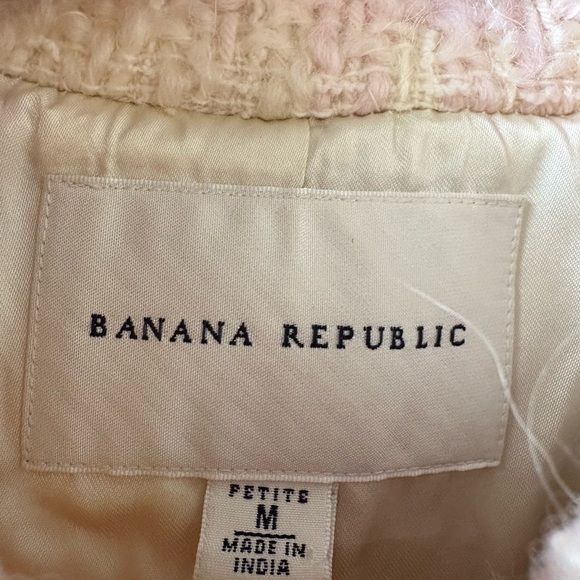 BANANA REPUBLIC
PETITE
M
MADE IN
INDIA